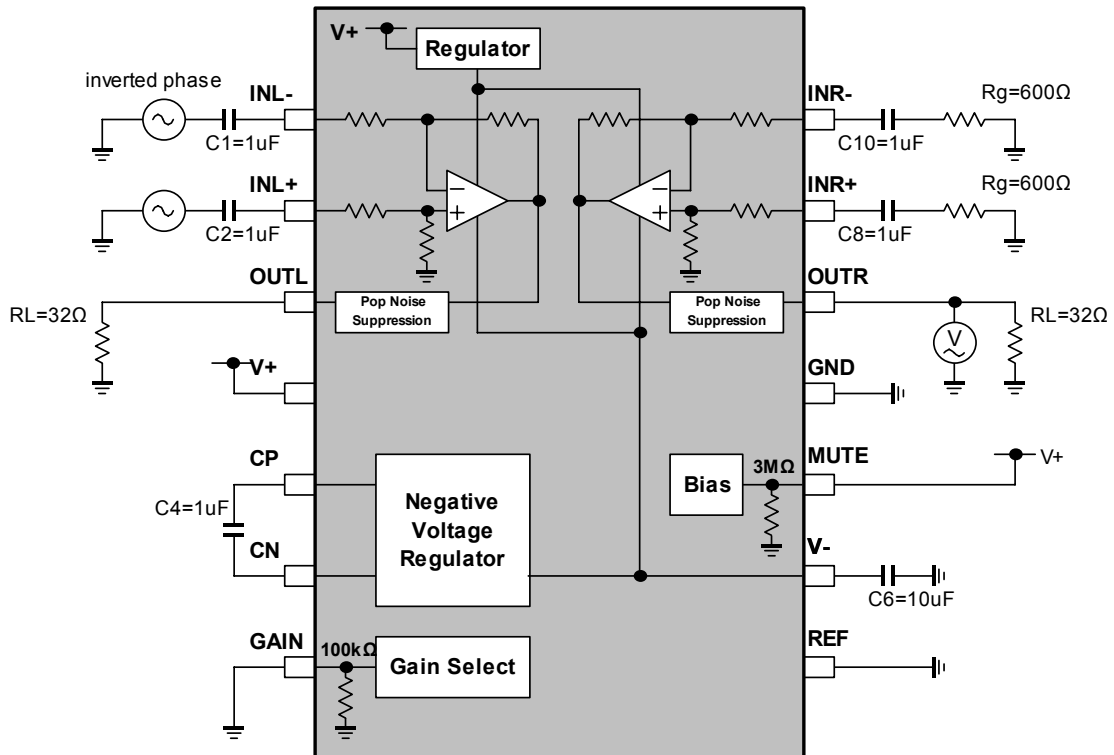 V+
Regulator
inverted phase
INL-
C1=1uF
INL+
C2=1uF
OUTL
RL=32Ω
V+
CP
C4=1uF
CN
GAIN
100kΩ
−
+
−
+
Pop Noise
Suppression
Pop Noise
Suppression
Negative
Voltage
Regulator
Gain Select
Bias
3MΩ
INR-
Rg=600Ω
C10=1uF
INR+
Rg=600Ω
C8=1uF
OUTR
V
RL=32Ω
GND
MUTE
V+
V-
C6=10uF
REF